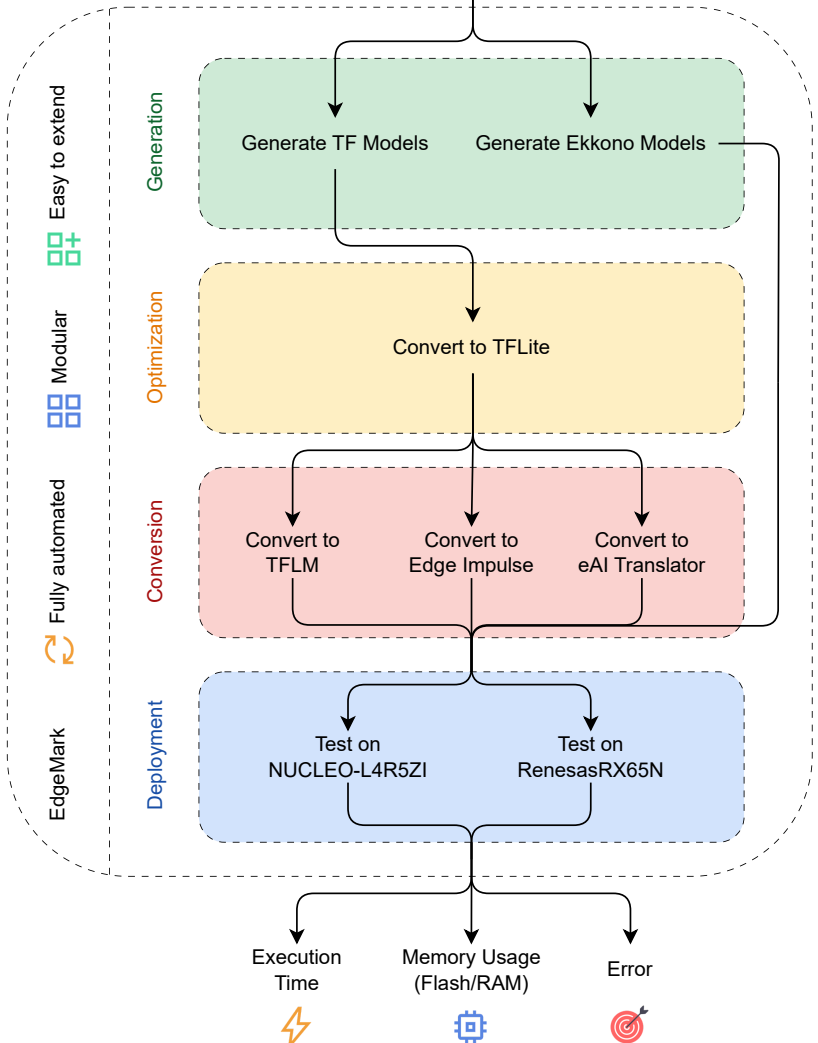 Easy to extend
Modular
Fully automated
EdgeMark
Generation
Generate TF Models
Generate Ekkono Models
Optimization
Convert to TFLite
Conversion
Convert to
TFLM
Convert to
Edge Impulse
Convert to
eAI Translator
Deployment
Test on
NUCLEO-L4R5ZI
Test on
RenesasRX65N
Execution
Time
Memory Usage
(Flash/RAM)
Error